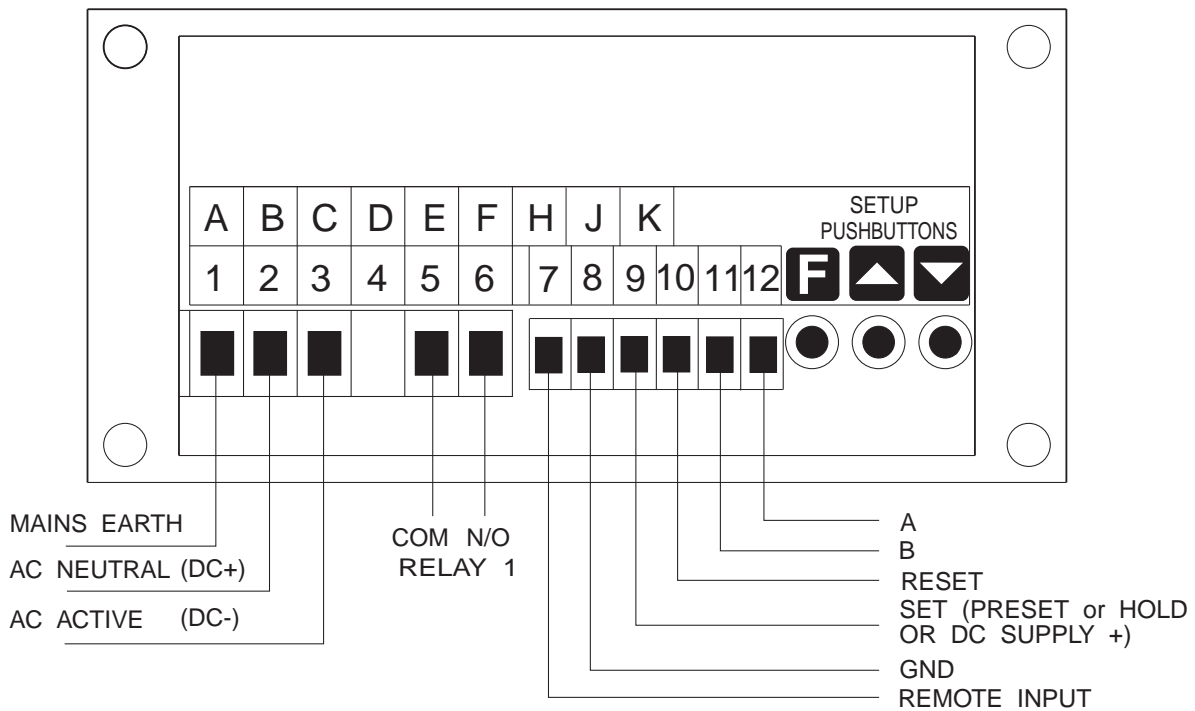 A B C D E F H J K
SETUP
PUSHBUTTONS
1 2 3 4 5 6 7 8 9 10 11 12 F
MAINS EARTH
AC NEUTRAL (DC+)
AC ACTIVE (DC-)
COM N/O
RELAY 1
A
B
RESET
SET (PRESET or HOLD
OR DC SUPPLY +)
GND
REMOTE INPUT